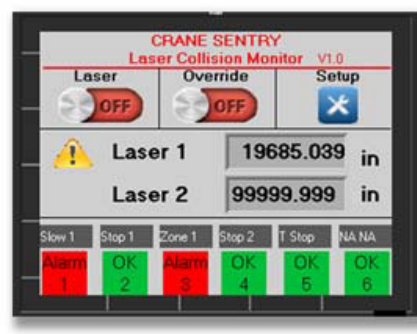 CRANE SENTRY
Laser Collision Monitor V1.0
Laser Override Setup
OFF OFF
Laser 1 19685.039 in
Laser 2 99999.999 in
Slow 1 Stop 1 Zone 1 Stop 2 T Stop NA NA
Alarm OK Alarm OK OK OK
1 2 3 4 5 6